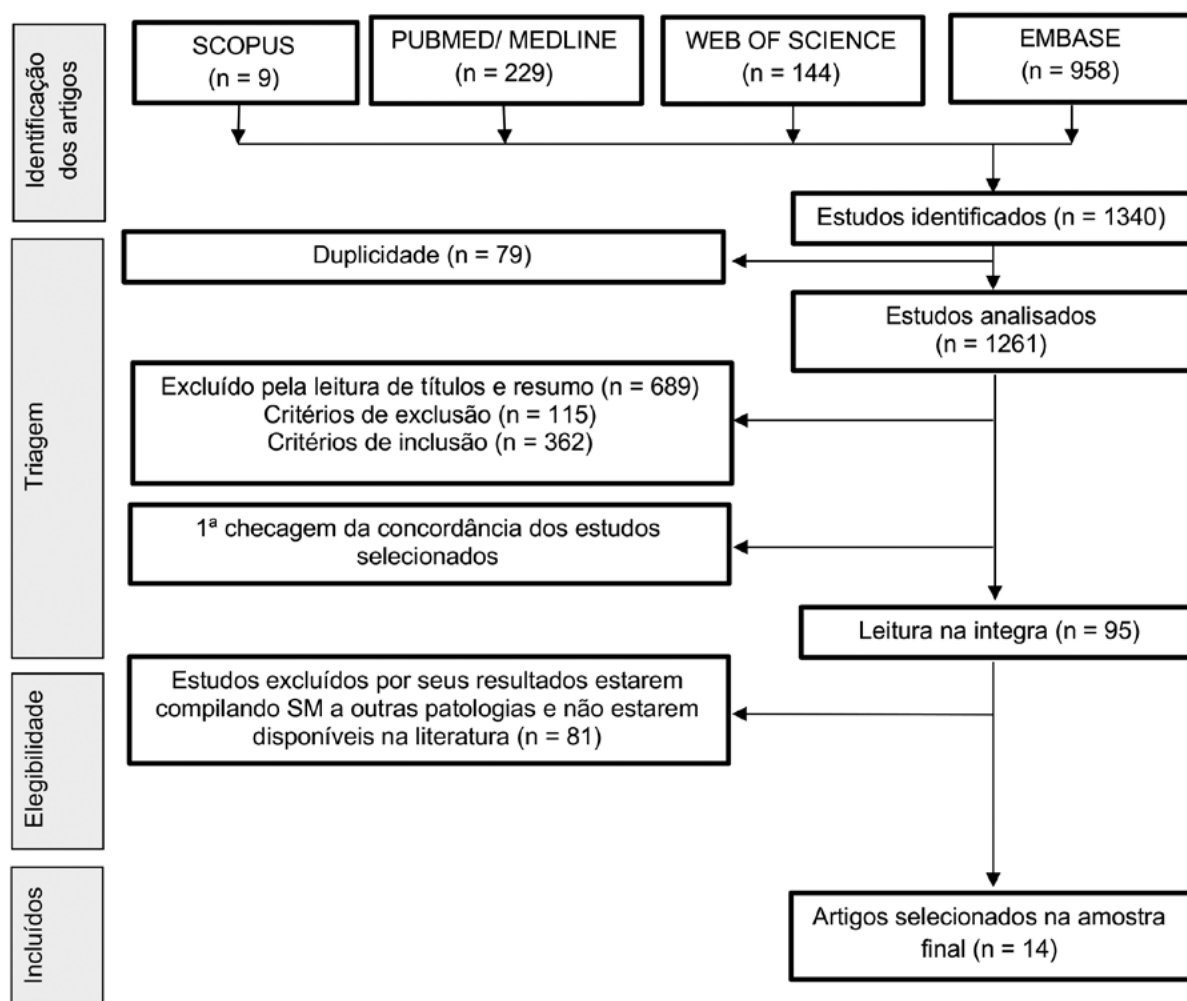 Identificação
dos artigos
SCOPUS
(n = 9)
PUBMED/ MEDLINE
(n = 229)
WEB OF SCIENCE
(n = 144)
EMBASE
(n = 958)
Estudos identificados (n = 1340)
Triagem
Duplicidade (n = 79)
Estudos analisados
(n = 1261)
Excluído pela leitura de títulos e resumo (n = 689)
Critérios de exclusão (n = 115)
Critérios de inclusão (n = 362)
1ª checagem da concordância dos estudos
selecionados
Leitura na integra (n = 95)
Elegibilidade
Estudos excluídos por seus resultados estarem
compilando SM a outras patologias e não estarem
disponíveis na literatura (n = 81)
Incluídos
Artigos selecionados na amostra
final (n = 14)